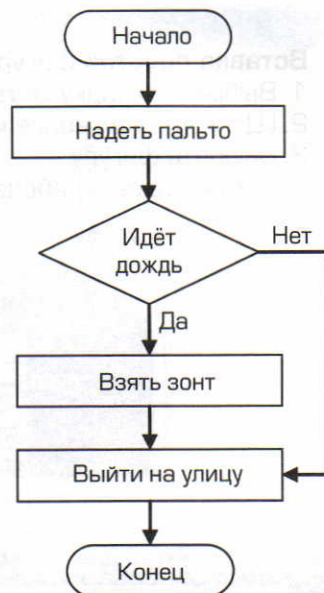 Начало
Надеть пальто
Идёт
дождь
Нет
Да
Взять зонт
Выйти на улицу
Конец